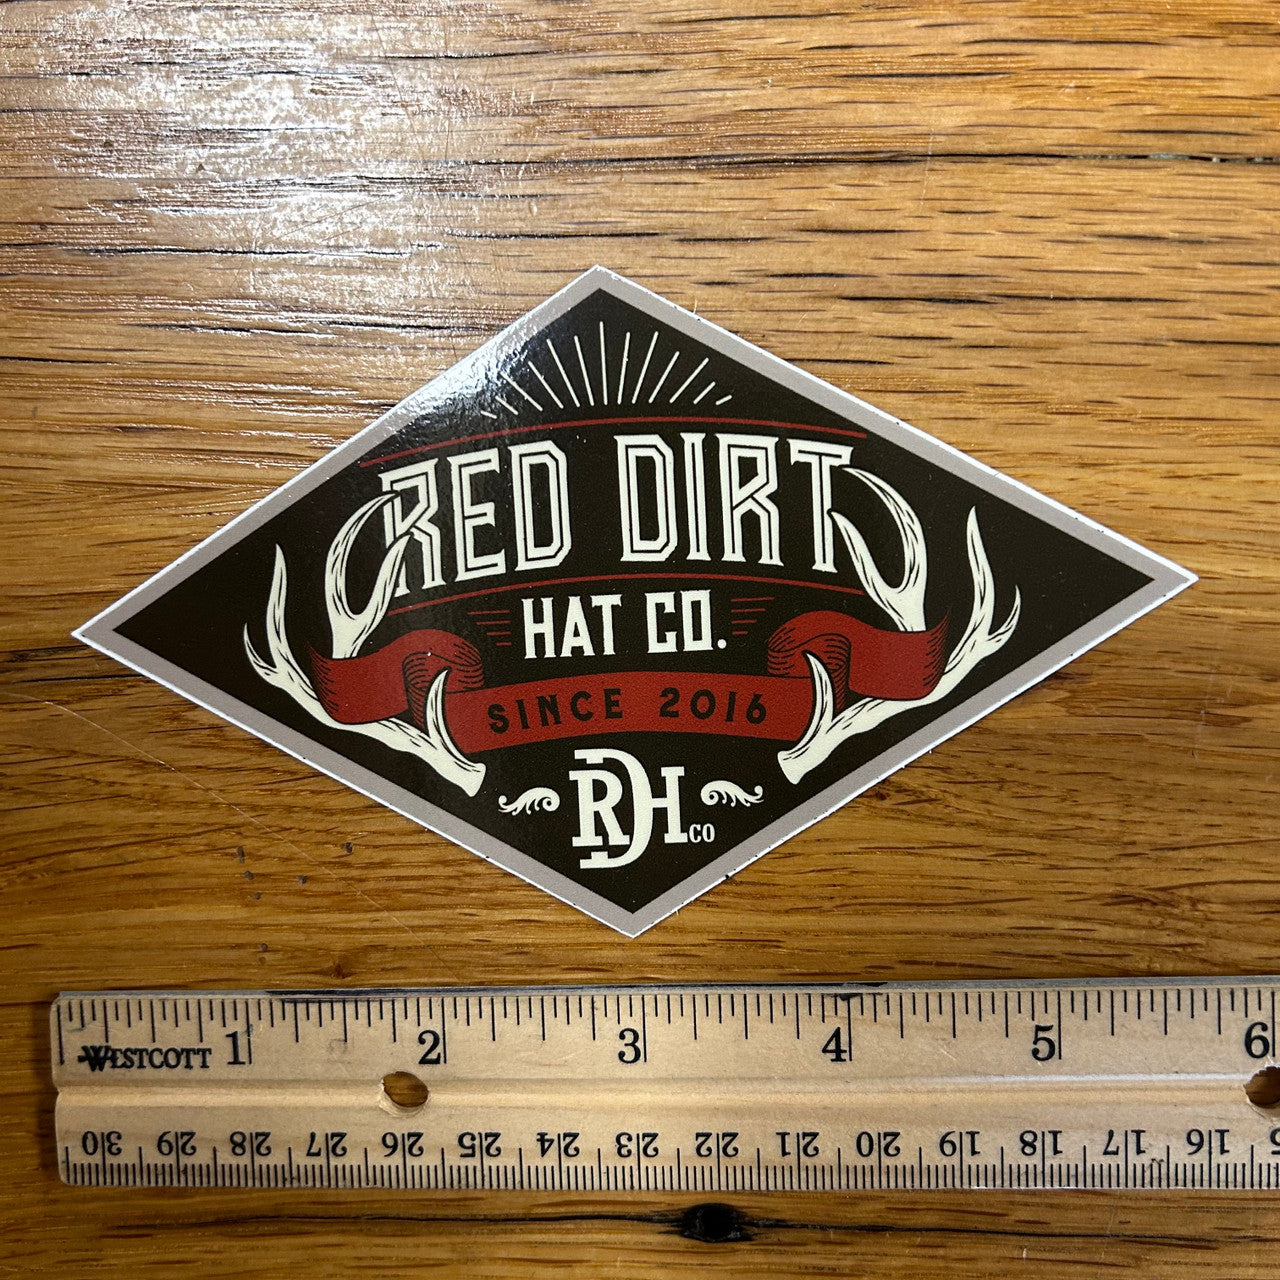 RED DIRT
HAT CO.
SINCE 2016
RDH CO
1 2 3 4 5 6
WESTCOTT
30 29 28 27 26 25 24 23 22 21 20 19 18 17 16